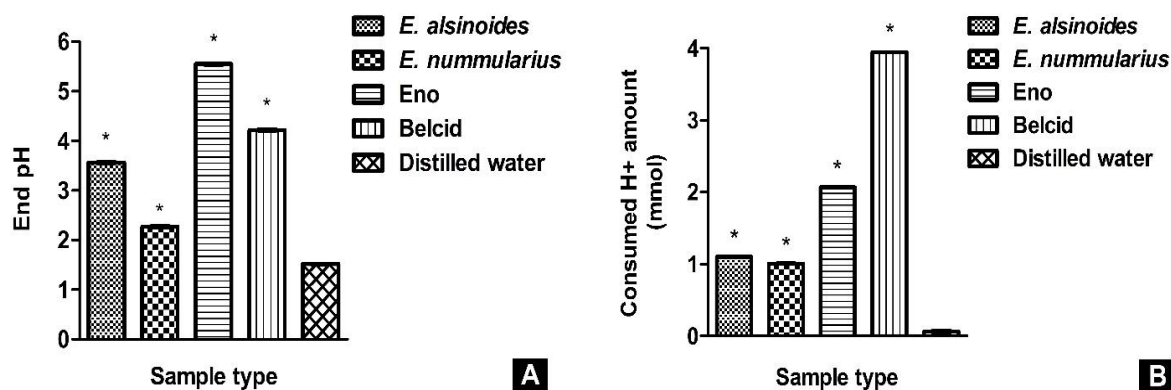 6
5
4
3
2
1
0
End pH
*
*
*
*
Sample type
E. alsinoides
E. nummularius
Eno
Belcid
Distilled water
A
4
3
2
1
0
Consumed H+ amount
(mmol)
*
*
*
*
Sample type
E. alsinoides
E. nummularius
Eno
Belcid
Distilled water
B